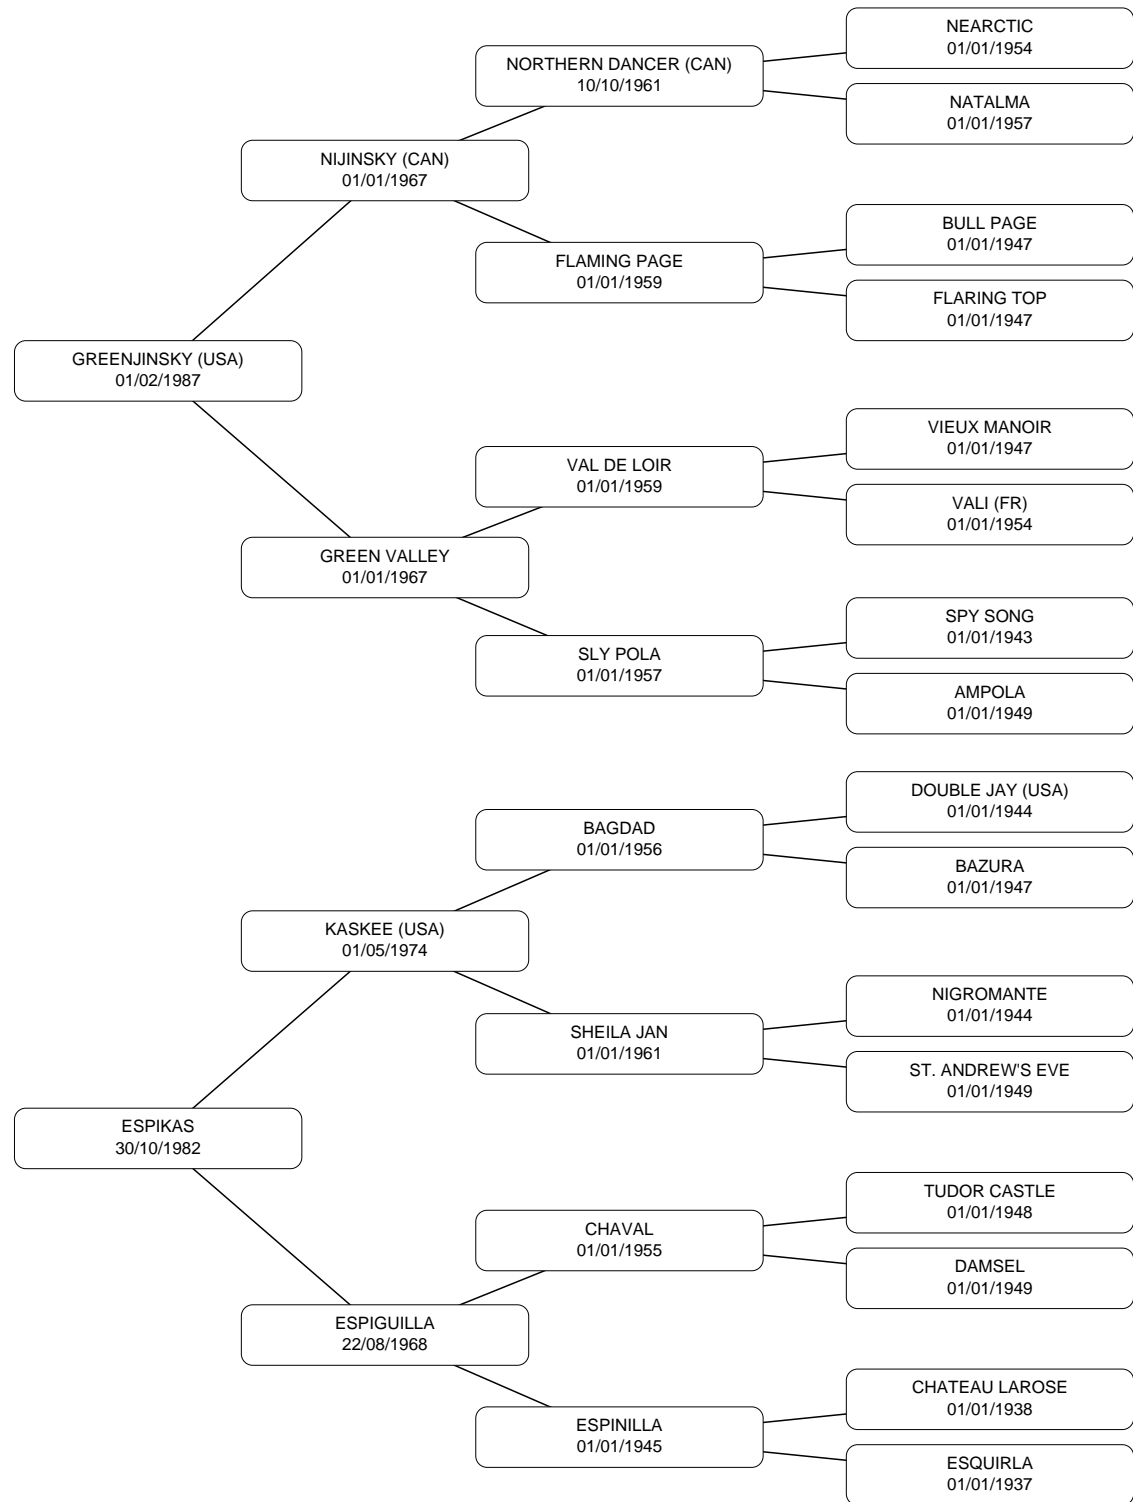 NEARCTIC
01/01/1954
NORTHERN DANCER (CAN)
10/10/1961
NATALMA
01/01/1957
NIJINSKY (CAN)
01/01/1967
BULL PAGE
01/01/1947
FLAMING PAGE
01/01/1959
FLARING TOP
01/01/1947
GREENJINSKY (USA)
01/02/1987
VIEUX MANOIR
01/01/1947
VAL DE LOIR
01/01/1959
VALI (FR)
01/01/1954
GREEN VALLEY
01/01/1967
SPY SONG
01/01/1943
SLY POLA
01/01/1957
AMPOLA
01/01/1949
DOUBLE JAY (USA)
01/01/1944
BAGDAD
01/01/1956
BAZURA
01/01/1947
KASKEE (USA)
01/05/1974
NIGROMANTE
01/01/1944
SHEILA JAN
01/01/1961
ST. ANDREW'S EVE
01/01/1949
ESPIKAS
30/10/1982
TUDOR CASTLE
01/01/1948
CHAVAL
01/01/1955
DAMSEL
01/01/1949
ESPIGUILLA
22/08/1968
CHATEAU LAROSE
01/01/1938
ESPINILLA
01/01/1945
ESQUIRLA
01/01/1937